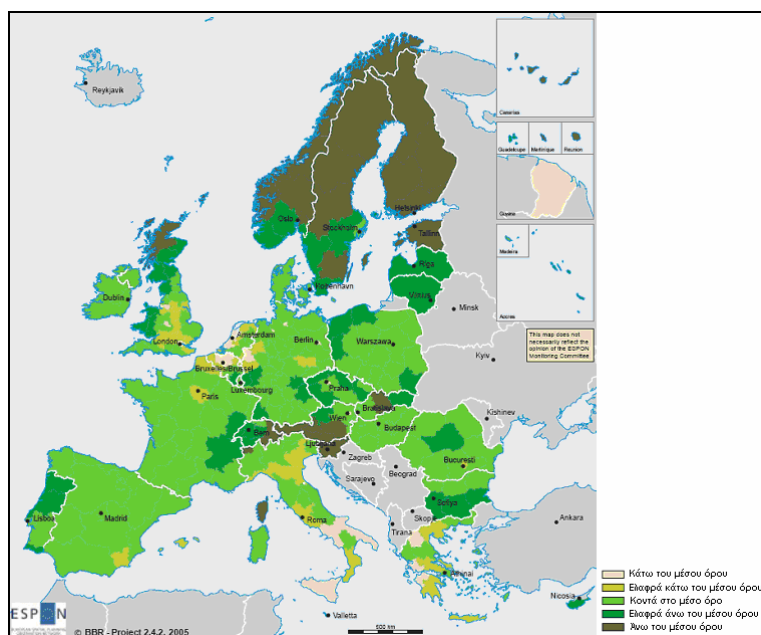 Reykjavik
Canarias
Guadeloupe
Martinique
Reunion
Guyane
Madeira
Acores
This map does not
necessarily reflect the
opinion of the ESPON
Monitoring Committee
Helsinki
Oslo
Stockholm
Tallinn
Riga
Vilnius
Minsk
København
Dublin
London
Amsterdam
Berlin
Warszawa
Kyiv
Bruxelles/Brussel
Luxembourg
Praha
Paris
Wien
Bratislava
Budapest
Kishinev
Bern
Ljubljana
Zagreb
Bucuresti
Beograd
Sarajevo
Sofiya
Skopje
Tirana
Ankara
Lisboa
Madrid
Roma
Athinai
Nicosia
Valletta
Κάτω του μέσου όρου
Ελαφρά κάτω του μέσου όρου
Κοντά στο μέσο όρο
Ελαφρά άνω του μέσου όρου
Άνω του μέσου όρου
ESPON
© BBR - Project 2.4.2, 2005
500 km